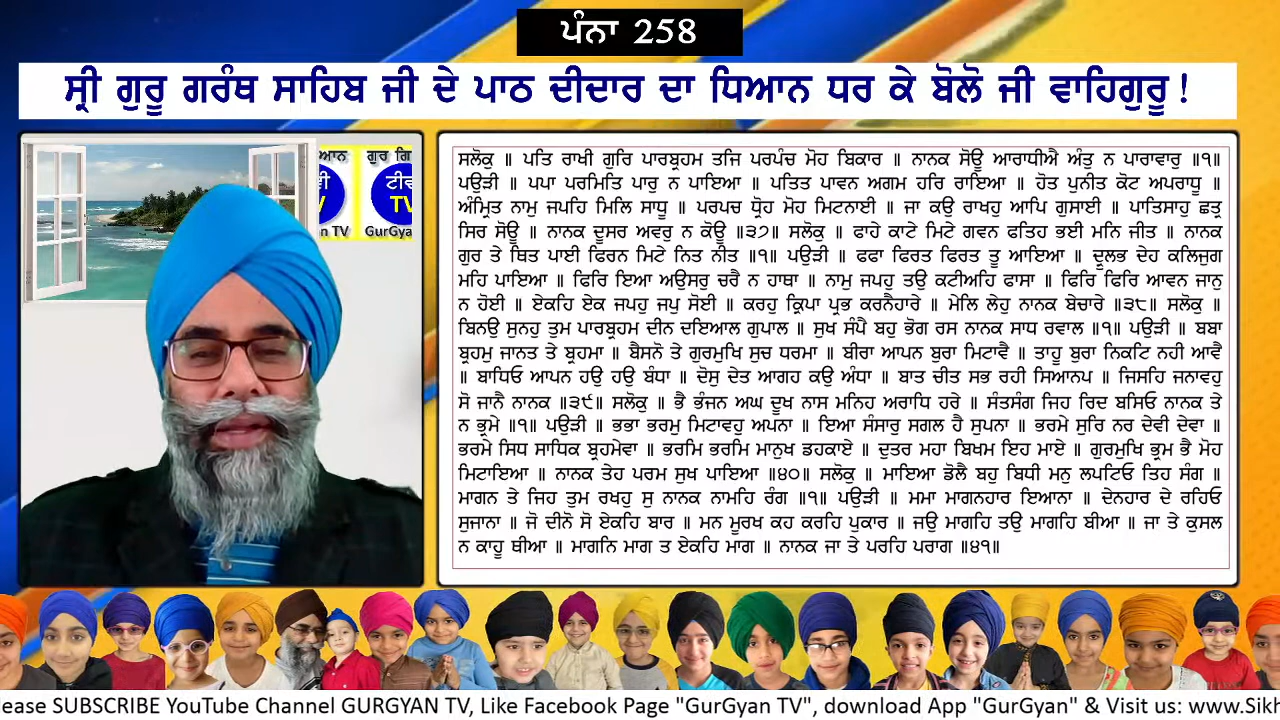 ਪੰਨਾ 258
ਸ੍ਰੀ ਗੁਰੂ ਗਰੰਥ ਸਾਹਿਬ ਜੀ ਦੇ ਪਾਠ ਦੀਦਾਰ ਦਾ ਧਿਆਨ ਧਰ ਕੇ ਬੋਲੋ ਜੀ ਵਾਹਿਗੁਰੂ!
ਗੁਰ ਗਿ
TV
GurGyan
ਸਲੋਕੁ ॥ ਪਤਿ ਰਾਖੀ ਗੁਰਿ ਪਾਰਬ੍ਰਹਮ ਤਜਿ ਪਰਪੰਚ ਮੋਹ ਬਿਕਾਰ ॥ ਨਾਨਕ ਸੋਊ ਆਰਾਧੀਐ ਅੰਤੁ ਨ ਪਾਰਾਵਾਰੁ ॥੧॥
ਪਉੜੀ ॥ ਪਪਾ ਪਰਮਿਤਿ ਪਾਰੁ ਨ ਪਾਇਆ ॥ ਪਤਿਤ ਪਾਵਨ ਅਗਮ ਹਰਿ ਰਾਇਆ ॥ ਹੋਤ ਪੁਨੀਤ ਕੋਟ ਅਪਰਾਧੂ ॥
ਅੰਮ੍ਰਿਤ ਨਾਮੁ ਜਪਹਿ ਮਿਲਿ ਸਾਧੂ ॥ ਪਰਪਚ ਧ੍ਰੋਹ ਮੋਹ ਮਿਟਨਾਈ ॥ ਜਾ ਕਉ ਰਾਖਹੁ ਆਪਿ ਗੁਸਾਈ ॥ ਪਾਤਿਸਾਹੁ ਛਤ੍ਰ
ਸਿਰ ਸੋਊ ॥ ਨਾਨਕ ਦੂਸਰ ਅਵਰੁ ਨ ਕੋਊ ॥੩੭॥ ਸਲੋਕੁ ॥ ਫਾਹੇ ਕਾਟੇ ਮਿਟੇ ਗਵਨ ਫਤਿਹ ਭਈ ਮਨਿ ਜੀਤ ॥ ਨਾਨਕ
ਗੁਰ ਤੇ ਥਿਤ ਪਾਈ ਫਿਰਨ ਮਿਟੇ ਨਿਤ ਨੀਤ ॥੧॥ ਪਉੜੀ ॥ ਫਫਾ ਫਿਰਤ ਫਿਰਤ ਤੂ ਆਇਆ ॥ ਦ੍ਰੁਲਭ ਦੇਹ ਕਲਿਜੁਗ
ਮਹਿ ਪਾਇਆ ॥ ਫਿਰਿ ਇਆ ਅਉਸਰੁ ਚਰੈ ਨ ਹਾਥਾ ॥ ਨਾਮੁ ਜਪਹੁ ਤਉ ਕਟੀਅਹਿ ਫਾਸਾ ॥ ਫਿਰਿ ਫਿਰਿ ਆਵਨ ਜਾਨੁ
ਨ ਹੋਈ ॥ ਏਕਹਿ ਏਕ ਜਪਹੁ ਜਪੁ ਸੋਈ ॥ ਕਰਹੁ ਕ੍ਰਿਪਾ ਪ੍ਰਭ ਕਰਨੈਹਾਰੇ ॥ ਮੇਲਿ ਲੇਹੁ ਨਾਨਕ ਬੇਚਾਰੇ ॥੩੮॥ ਸਲੋਕੁ ॥
ਬਿਨਉ ਸੁਨਹੁ ਤੁਮ ਪਾਰਬ੍ਰਹਮ ਦੀਨ ਦਇਆਲ ਗੁਪਾਲ ॥ ਸੁਖ ਸੰਪੈ ਬਹੁ ਭੋਗ ਰਸ ਨਾਨਕ ਸਾਧ ਰਵਾਲ ॥੧॥ ਪਉੜੀ ॥ ਬਬਾ
ਬ੍ਰਹਮੁ ਜਾਨਤ ਤੇ ਬ੍ਰਹਮਾ ॥ ਬੈਸਨੋ ਤੇ ਗੁਰਮੁਖਿ ਸੁਚ ਧਰਮਾ ॥ ਬੀਰਾ ਆਪਨ ਬੁਰਾ ਮਿਟਾਵੈ ॥ ਤਾਹੂ ਬੁਰਾ ਨਿਕਟਿ ਨਹੀ ਆਵੈ
॥ ਬਾਧਿਓ ਆਪਨ ਹਉ ਹਉ ਬੰਧਾ ॥ ਦੋਸੁ ਦੇਤ ਆਗਹ ਕਉ ਅੰਧਾ ॥ ਬਾਤ ਚੀਤ ਸਭ ਰਹੀ ਸਿਆਨਪ ॥ ਜਿਸਹਿ ਜਨਾਵਹੁ
ਸੋ ਜਾਨੈ ਨਾਨਕ ॥੩੯॥ ਸਲੋਕੁ ॥ ਭੈ ਭੰਜਨ ਅਘ ਦੂਖ ਨਾਸ ਮਨਿਹ ਅਰਾਧਿ ਹਰੇ ॥ ਸੰਤਸੰਗ ਜਿਹ ਰਿਦ ਬਸਿਓ ਨਾਨਕ ਤੇ
ਨ ਭ੍ਰਮੇ ॥੧॥ ਪਉੜੀ ॥ ਭਭਾ ਭਰਮੁ ਮਿਟਾਵਹੁ ਅਪਨਾ ॥ ਇਆ ਸੰਸਾਰੁ ਸਗਲ ਹੈ ਸੁਪਨਾ ॥ ਭਰਮੇ ਸੁਰਿ ਨਰ ਦੇਵੀ ਦੇਵਾ ॥
ਭਰਮੇ ਸਿਧ ਸਾਧਿਕ ਬ੍ਰਹਮੇਵਾ ॥ ਭਰਮਿ ਭਰਮਿ ਮਾਨੁਖ ਡਹਕਾਏ ॥ ਦੁਤਰ ਮਹਾ ਬਿਖਮ ਇਹ ਮਾਏ ॥ ਗੁਰਮੁਖਿ ਭ੍ਰਮ ਭੈ ਮੋਹ
ਮਿਟਾਇਆ ॥ ਨਾਨਕ ਤੇਹ ਪਰਮ ਸੁਖ ਪਾਇਆ ॥੪੦॥ ਸਲੋਕੁ ॥ ਮਾਇਆ ਡੋਲੈ ਬਹੁ ਬਿਧੀ ਮਨੁ ਲਪਟਿਓ ਤਿਹ ਸੰਗ ॥
ਮਾਗਨ ਤੇ ਜਿਹ ਤੁਮ ਰਖਹੁ ਸੁ ਨਾਨਕ ਨਾਮਹਿ ਰੰਗ ॥੧॥ ਪਉੜੀ ॥ ਮਮਾ ਮਾਗਨਹਾਰ ਇਆਨਾ ॥ ਦੇਨਹਾਰ ਦੇ ਰਹਿਓ
ਸੁਜਾਨਾ ॥ ਜੋ ਦੀਨੋ ਸੋ ਏਕਹਿ ਬਾਰ ॥ ਮਨ ਮੂਰਖ ਕਹ ਕਰਹਿ ਪੁਕਾਰ ॥ ਜਉ ਮਾਗਹਿ ਤਉ ਮਾਗਹਿ ਬੀਆ ॥ ਜਾ ਤੇ ਕੁਸਲ
ਨ ਕਾਹੂ ਥੀਆ ॥ ਮਾਗਨਿ ਮਾਗ ਤ ਏਕਹਿ ਮਾਗ ॥ ਨਾਨਕ ਜਾ ਤੇ ਪਰਹਿ ਪਰਾਗ ॥੪੧॥
lease SUBSCRIBE YouTube Channel GURGYAN TV, Like Facebook Page "GurGyan TV", download App "GurGyan" & Visit us: www.Sikh